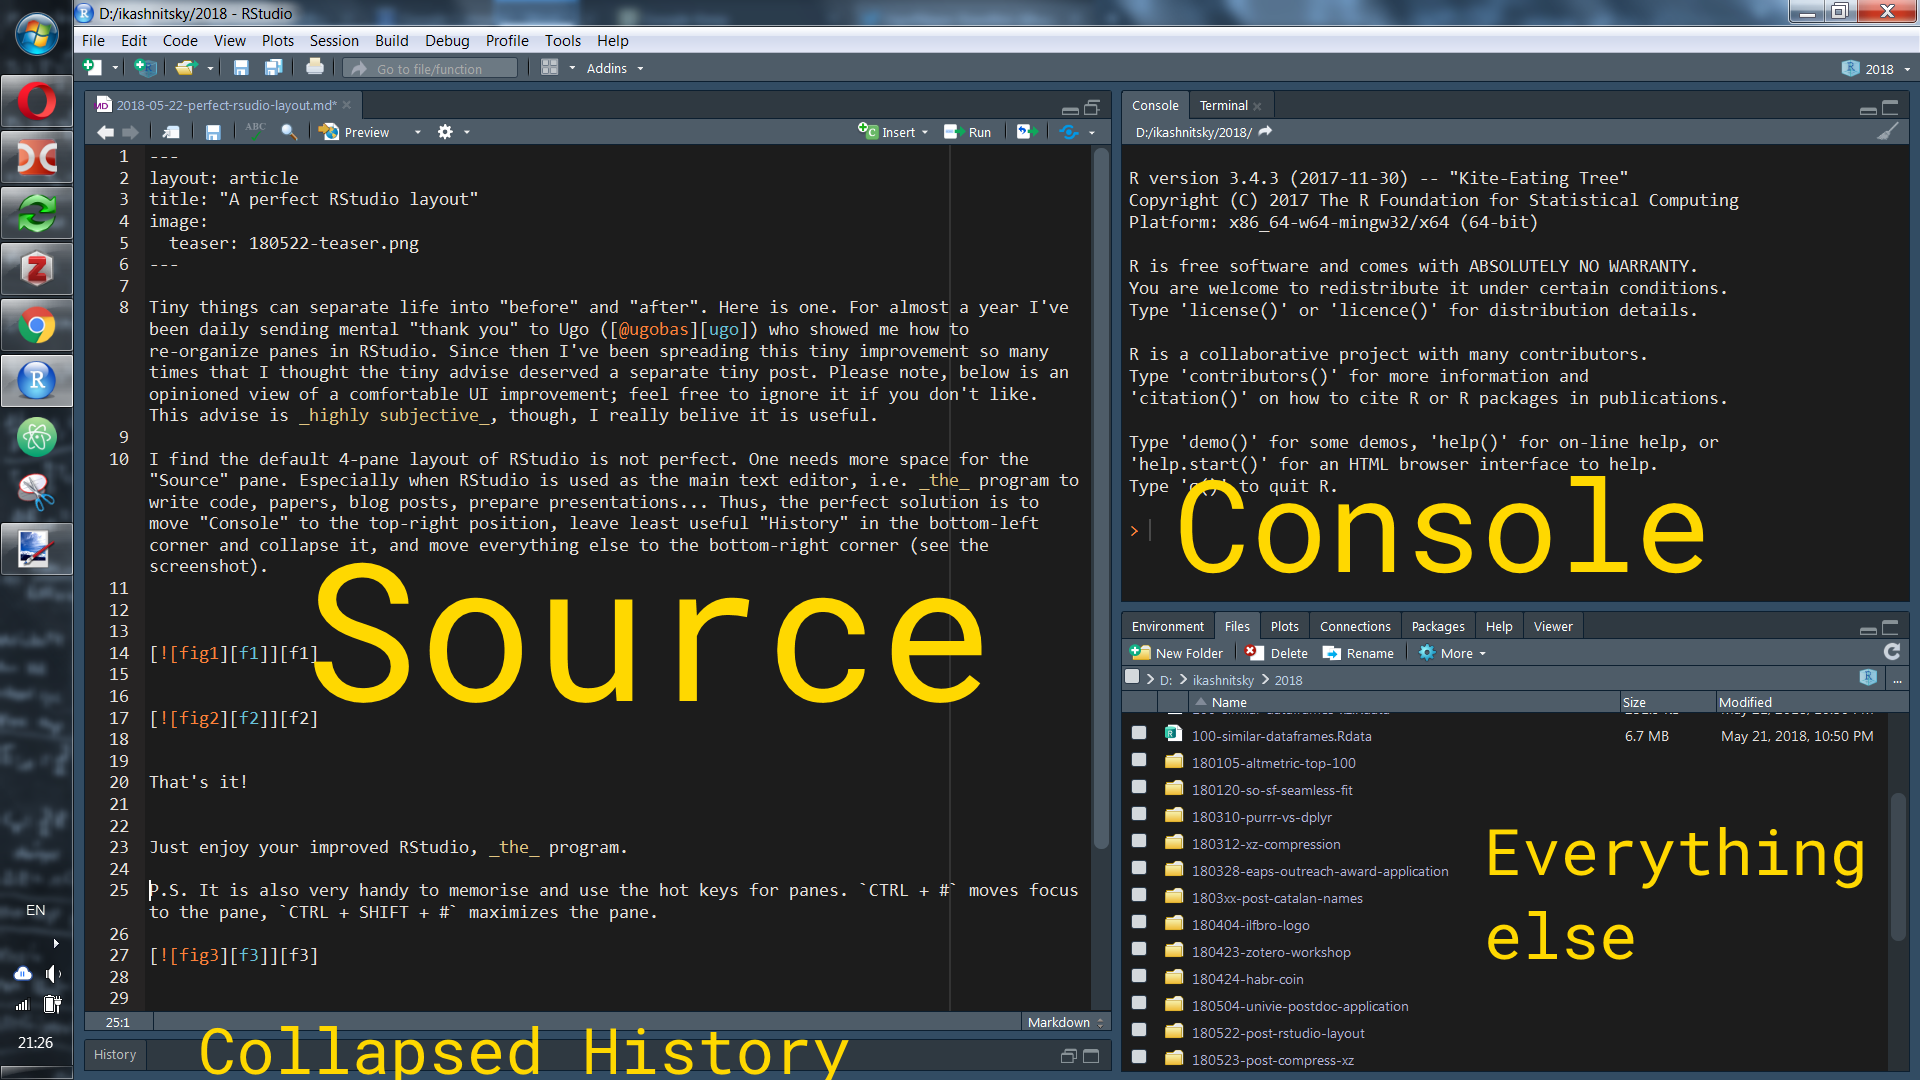 D:/ikashnitsky/2018 - RStudio
File Edit Code View Plots Session Build Debug Profile Tools Help
Go to file/function Addins 2018
2018-05-22-perfect-rsudio-layout.md*
ABC Preview Insert Run
1 ---
2 layout: article
3 title: "A perfect RStudio layout"
4 image:
5 teaser: 180522-teaser.png
6 ---
7
8 Tiny things can separate life into "before" and "after". Here is one. For almost a year I've
been daily sending mental "thank you" to Ugo ([@ugobas][ugo]) who showed me how to
re-organize panes in RStudio. Since then I've been spreading this tiny improvement so many
times that I thought the tiny advise deserved a separate tiny post. Please note, below is an
opinioned view of a comfortable UI improvement; feel free to ignore it if you don't like.
This advise is _highly subjective_, though, I really belive it is useful.
9
10 I find the default 4-pane layout of RStudio is not perfect. One needs more space for the
"Source" pane. Especially when RStudio is used as the main text editor, i.e. _the_ program to
write code, papers, blog posts, prepare presentations... Thus, the perfect solution is to
move "Console" to the top-right position, leave least useful "History" in the bottom-left
corner and collapse it, and move everything else to the bottom-right corner (see the
screenshot).
11
12
13
14 [![fig1][f1]][f1]
15
16
17 [![fig2][f2]][f2]
18
19
20 That's it!
21
22
23 Just enjoy your improved RStudio, _the_ program.
24
25 P.S. It is also very handy to memorise and use the hot keys for panes. `CTRL + #` moves focus
to the pane, `CTRL + SHIFT + #` maximizes the pane.
26
27 [![fig3][f3]][f3]
28
29
Source
25:1 Markdown
History
Collapsed History
Console Terminal
D:/ikashnitsky/2018/
R version 3.4.3 (2017-11-30) -- "Kite-Eating Tree"
Copyright (C) 2017 The R Foundation for Statistical Computing
Platform: x86_64-w64-mingw32/x64 (64-bit)
R is free software and comes with ABSOLUTELY NO WARRANTY.
You are welcome to redistribute it under certain conditions.
Type 'license()' or 'licence()' for distribution details.
R is a collaborative project with many contributors.
Type 'contributors()' for more information and
'citation()' on how to cite R or R packages in publications.
Type 'demo()' for some demos, 'help()' for on-line help, or
'help.start()' for an HTML browser interface to help.
Type 'q()' to quit R.
>
Console
Environment Files Plots Connections Packages Help Viewer
New Folder Delete Rename More
D: ikashnitsky 2018 ...
Name Size Modified
100-similar-dataframes.Rdata 6.7 MB May 21, 2018, 10:50 PM
180105-altmetric-top-100
180120-so-sf-seamless-fit
180310-purrr-vs-dplyr
180312-xz-compression
180328-eaps-outreach-award-application
1803xx-post-catalan-names
180404-ilfbro-logo
180423-zotero-workshop
180424-habr-coin
180504-univie-postdoc-application
180522-post-rstudio-layout
180523-post-compress-xz
Everything
else
EN
21:26